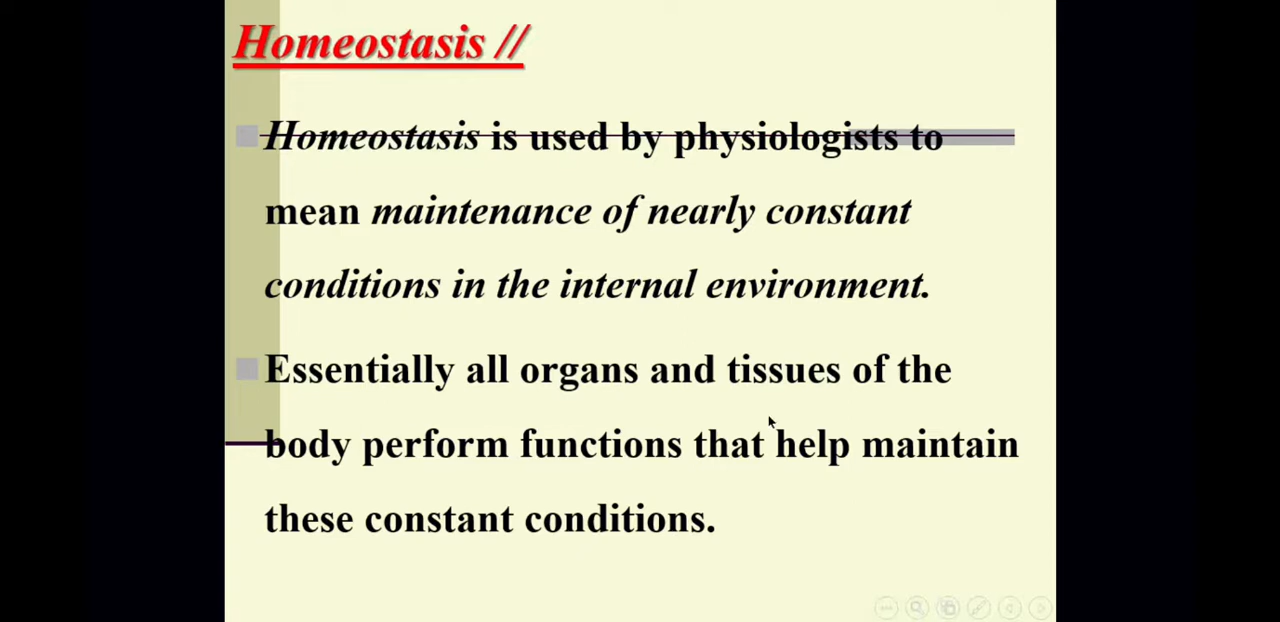 Homeostasis //
Homeostasis is used by physiologists to
mean maintenance of nearly constant
conditions in the internal environment.
Essentially all organs and tissues of the
body perform functions that help maintain
these constant conditions.